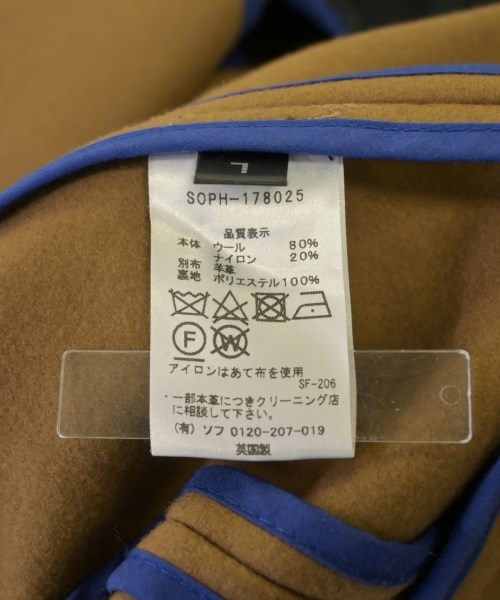 L
SOPH-178025
品質表示
本体 ウール 80%
ナイロン 20%
別布 羊革
裏地 ポリエステル100%
F
W
アイロンはあて布を使用
SF-206
・一部本革につきクリーニング店
に相談して下さい。
(有) ソフ 0120-207-019
英国製